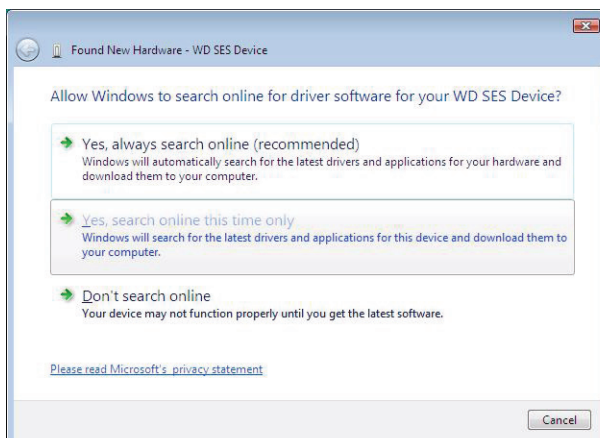 Found New Hardware - WD SES Device
Allow Windows to search online for driver software for your WD SES Device?
Yes, always search online (recommended)
Windows will automatically search for the latest drivers and applications for your hardware and
download them to your computer.
Yes, search online this time only
Windows will search for the latest drivers and applications for this device and download them to
your computer.
Don't search online
Your device may not function properly until you get the latest software.
Please read Microsoft's privacy statement
Cancel